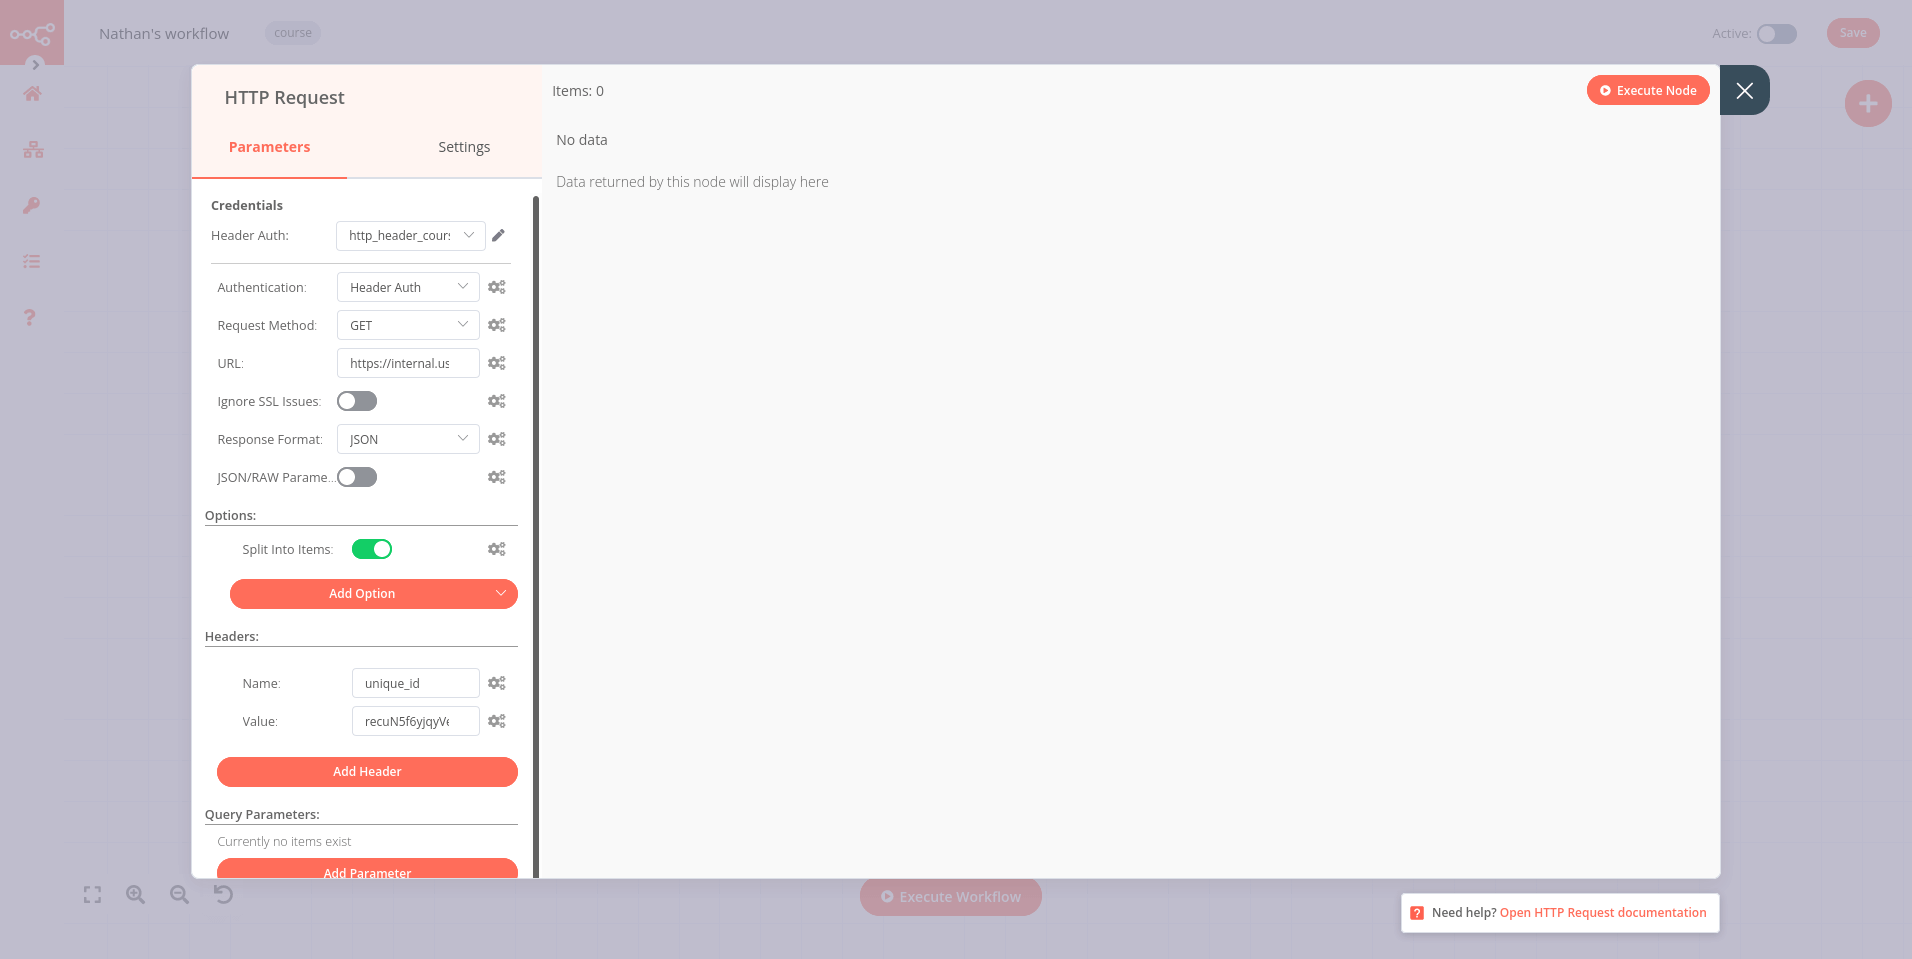 Nathan's workflow
course
Active:
Save
HTTP Request
Parameters
Settings
Items: 0
Execute Node
No data
Data returned by this node will display here
Credentials
Header Auth:
http_header_cour
Authentication:
Header Auth
Request Method:
GET
URL:
https://internal.us
Ignore SSL Issues:
Response Format:
JSON
JSON/RAW Parame...
Options:
Split Into Items:
Add Option
Headers:
Name:
unique_id
Value:
recuN5f6yjqyV
Add Header
Query Parameters:
Currently no items exist
Add Parameter
Execute Workflow
? Need help? Open HTTP Request documentation